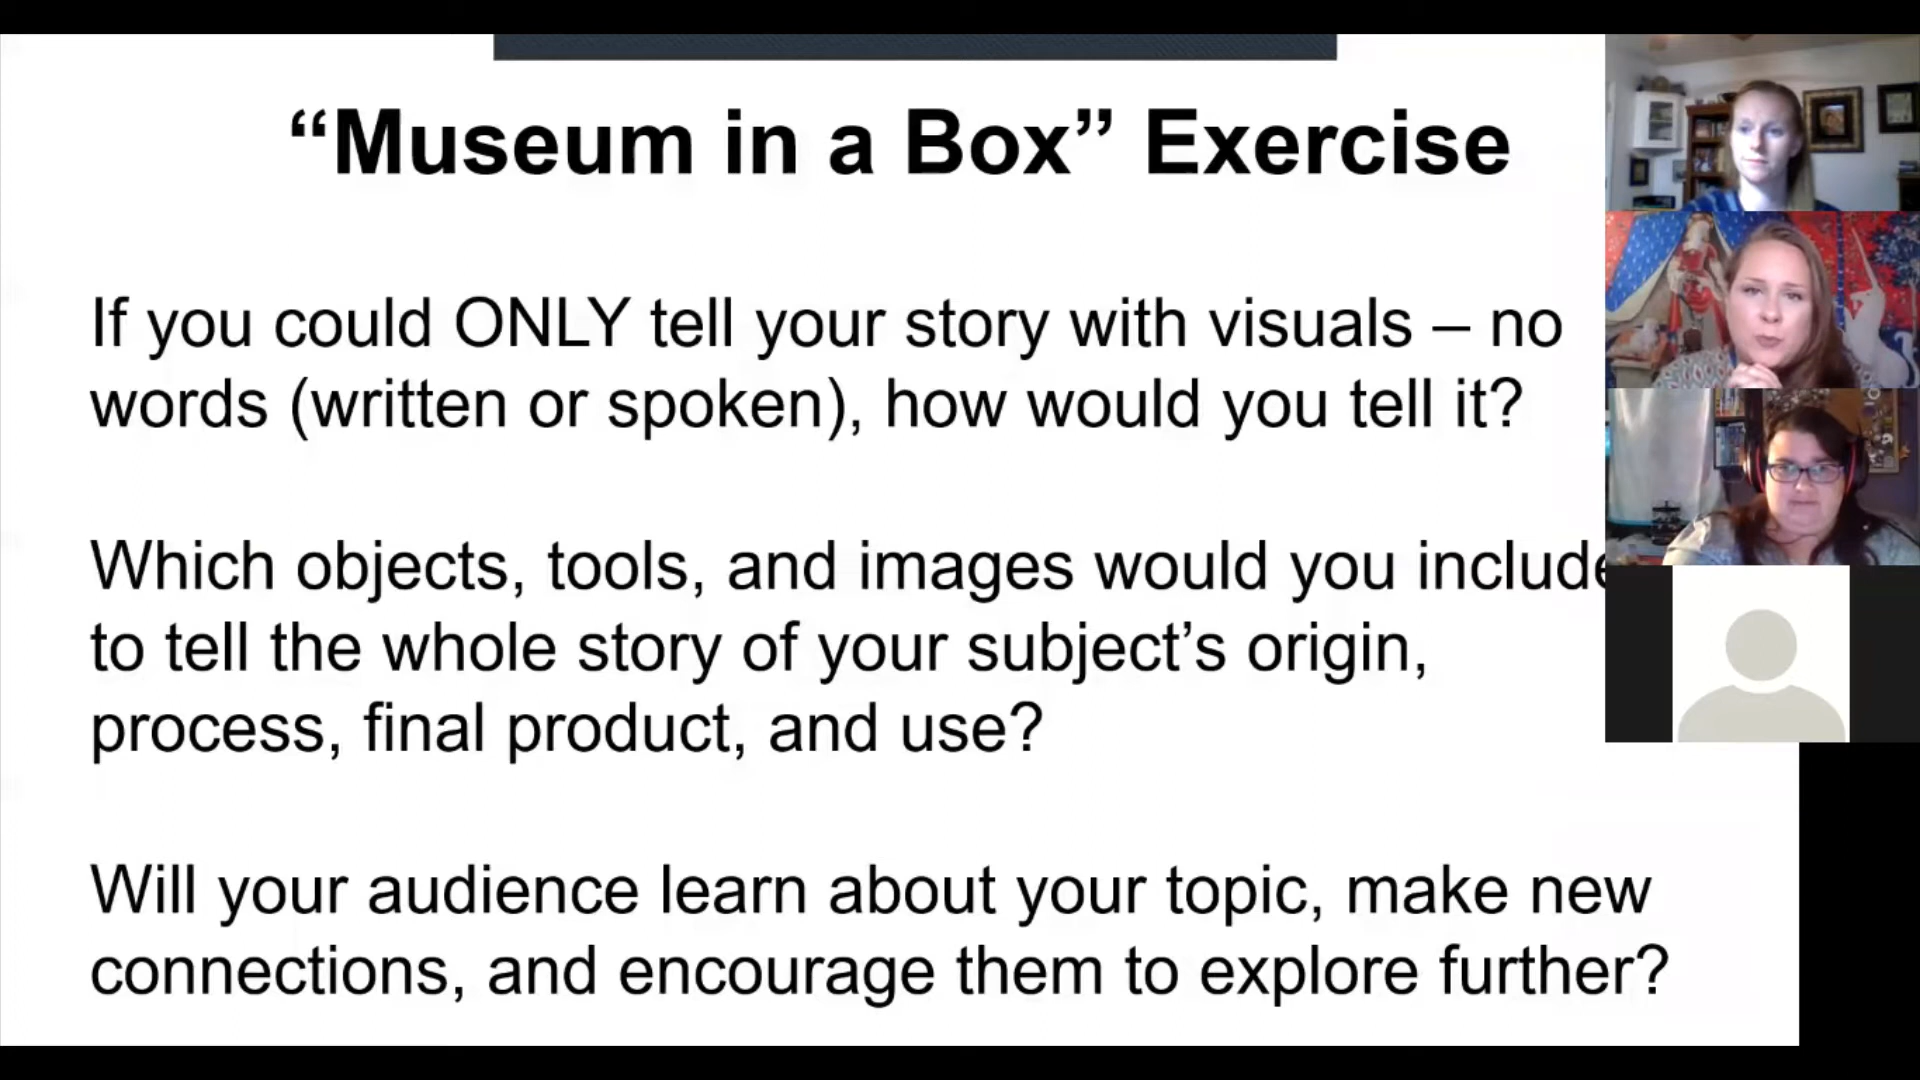 “Museum in a Box” Exercise
If you could ONLY tell your story with visuals – no
words (written or spoken), how would you tell it?
Which objects, tools, and images would you include
to tell the whole story of your subject’s origin,
process, final product, and use?
Will your audience learn about your topic, make new
connections, and encourage them to explore further?